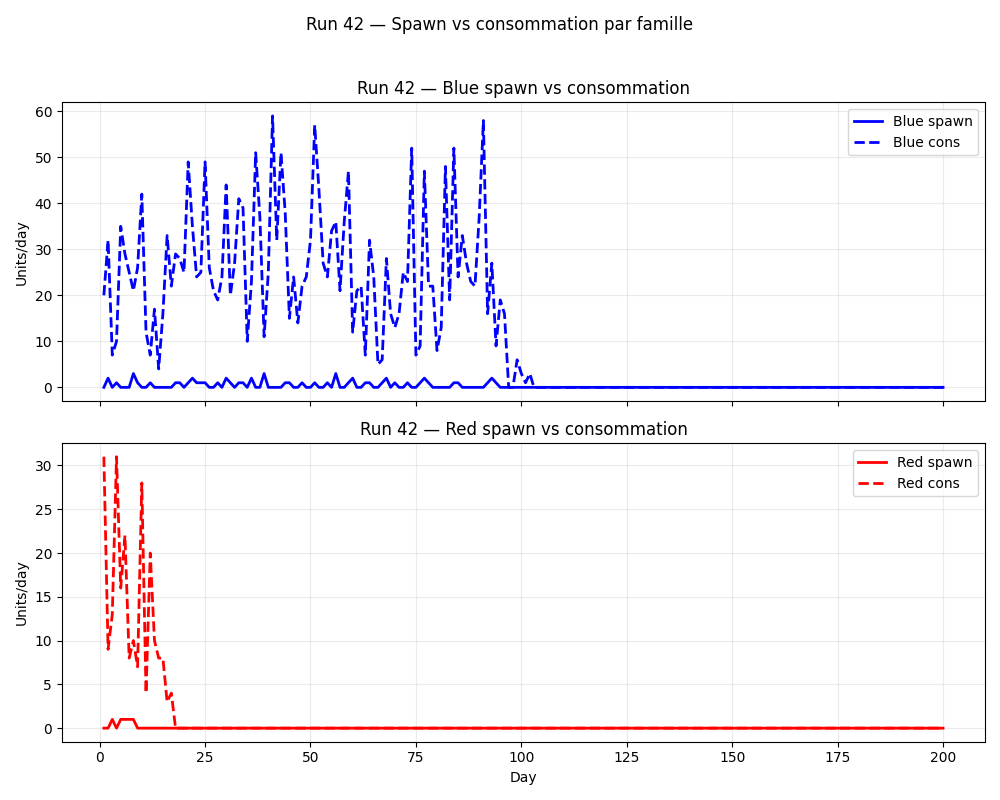 Run 42 — Spawn vs consommation par famille
Run 42 — Blue spawn vs consommation
60
50
40
30
20
10
0
Units/day
Blue spawn
Blue cons
Run 42 — Red spawn vs consommation
30
25
20
15
10
5
0
Units/day
Red spawn
Red cons
0 25 50 75 100 125 150 175 200
Day